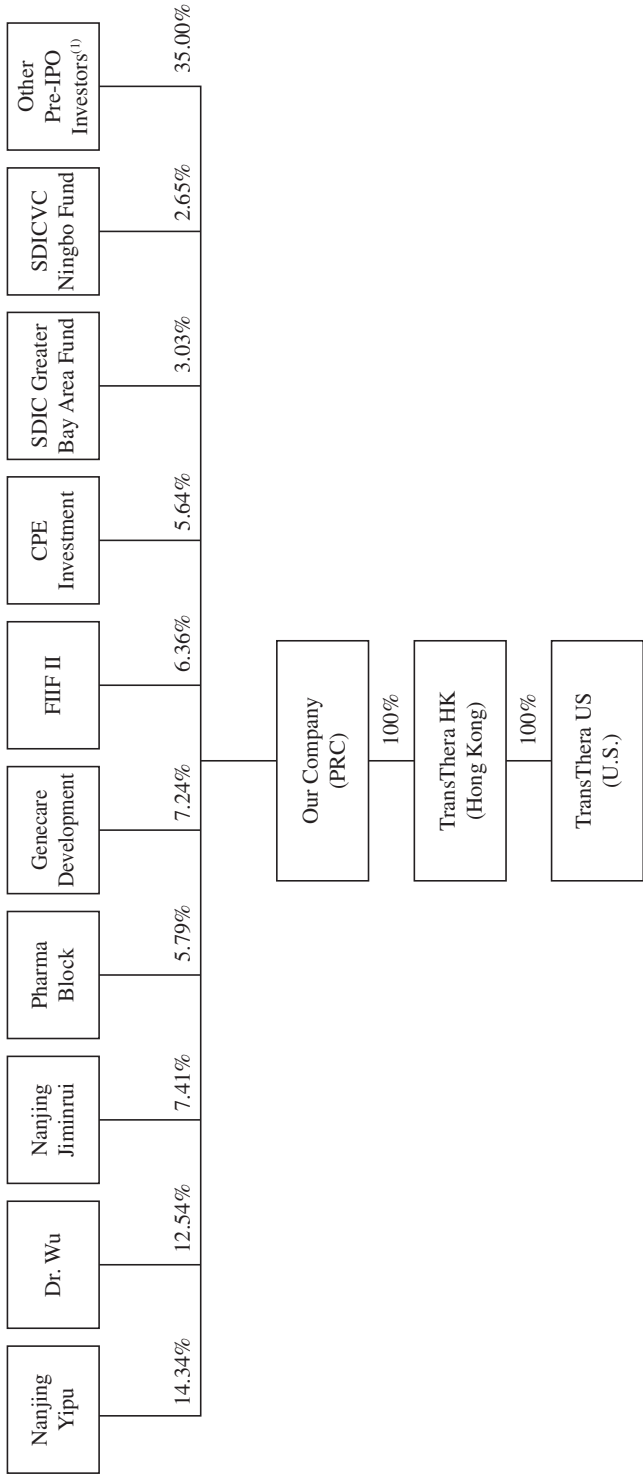 Nanjing
Yipu
Dr. Wu
Nanjing
Jiminrui
Pharma
Block
Genecare
Development
FIIF II
CPE
Investment
SDIC Greater
Bay Area Fund
SDICVC
Ningbo Fund
Other
Pre-IPO
Investors(1)
14.34%
12.54%
7.41%
5.79%
7.24%
6.36%
5.64%
3.03%
2.65%
35.00%
Our Company
(PRC)
100%
TransThera HK
(Hong Kong)
100%
TransThera US
(U.S.)